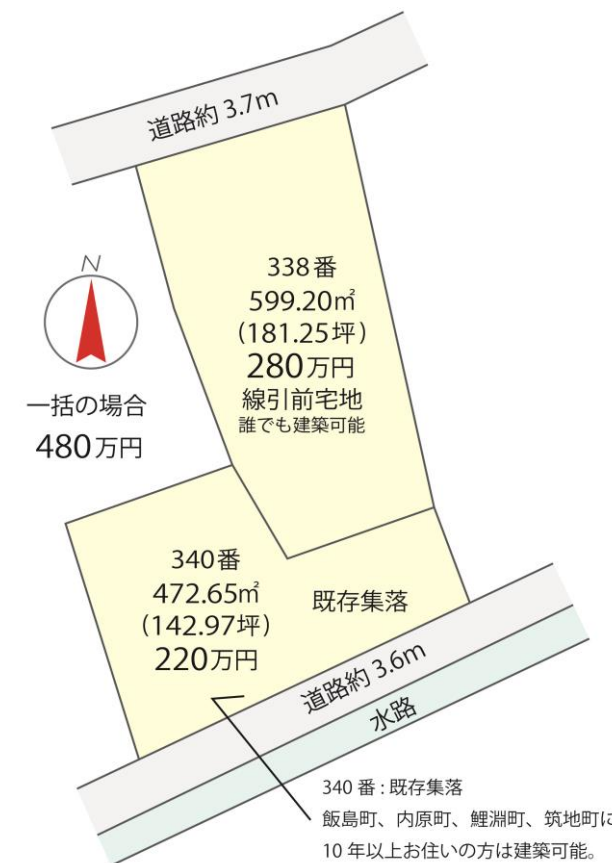 道路約 3.7m
N
338番
599.20㎡
(181.25坪)
280万円
線引前宅地
誰でも建築可能
一括の場合
480万円
340番
472.65㎡
(142.97坪)
220万円
既存集落
道路約 3.6m
水路
340 番 : 既存集落
飯島町、内原町、鯉淵町、筑地町に
10 年以上お住いの方は建築可能。